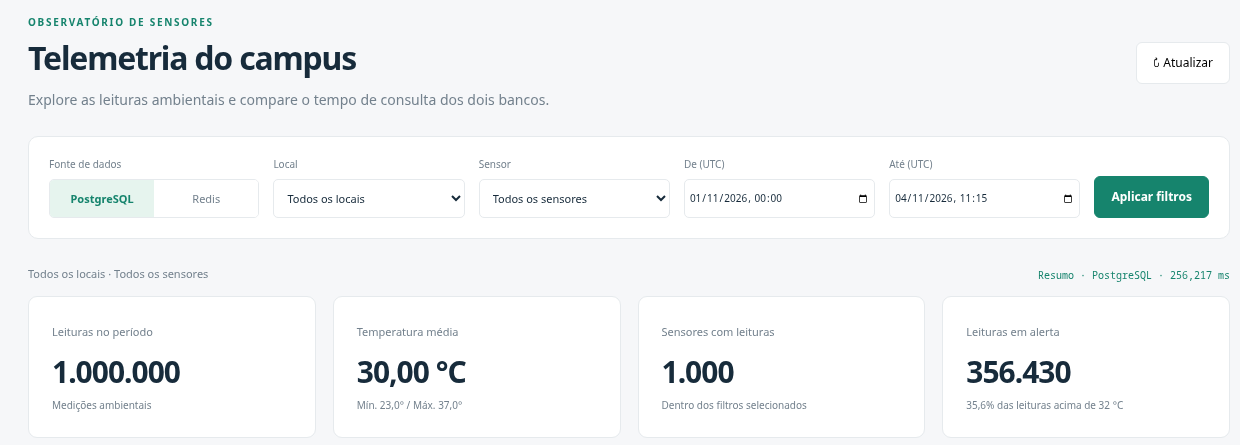 OBSERVATÓRIO DE SENSORES
Telemetria do campus
Atualizar
Explore as leituras ambientais e compare o tempo de consulta dos dois bancos.
Fonte de dados
PostgreSQL
Redis
Local
Todos os locais
Sensor
Todos os sensores
De (UTC)
01/11/2026, 00:00
Até (UTC)
04/11/2026, 11:15
Aplicar filtros
Todos os locais · Todos os sensores
Resumo · PostgreSQL · 256,217 ms
Leituras no período
1.000.000
Medições ambientais
Temperatura média
30,00 °C
Mín. 23,0° / Máx. 37,0°
Sensores com leituras
1.000
Dentro dos filtros selecionados
Leituras em alerta
356.430
35,6% das leituras acima de 32 °C